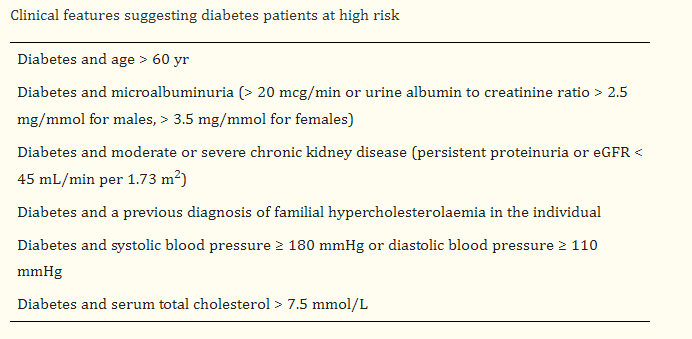 Clinical features suggesting diabetes patients at high risk
Diabetes and age > 60 yr
Diabetes and microalbuminuria (> 20 mcg/min or urine albumin to creatinine ratio > 2.5
mg/mmol for males, > 3.5 mg/mmol for females)
Diabetes and moderate or severe chronic kidney disease (persistent proteinuria or eGFR <
45 mL/min per 1.73 m²)
Diabetes and a previous diagnosis of familial hypercholesterolaemia in the individual
Diabetes and systolic blood pressure ≥ 180 mmHg or diastolic blood pressure ≥ 110
mmHg
Diabetes and serum total cholesterol > 7.5 mmol/L